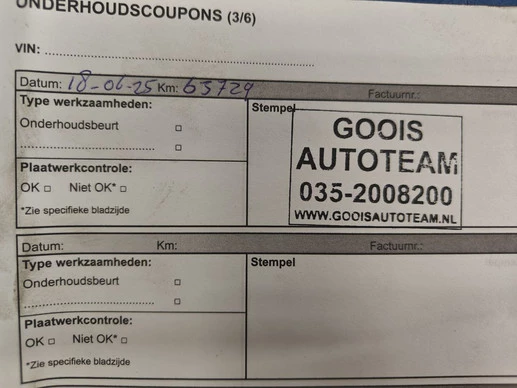 ONDERHOUDSCOUPONS (3/6)
VIN:
Datum: 18-06-25 Km: 63729 Factuurnr.:
Type werkzaamheden:
Onderhoudsbeurt
Plaatwerkcontrole:
OK Niet OK*
*Zie specifieke bladzijde
Stempel
GOOIS
AUTOTEAM
035-2008200
WWW.GOOISAUTOTEAM.NL
Datum: Km: Factuurnr.:
Type werkzaamheden:
Onderhoudsbeurt
Plaatwerkcontrole:
OK Niet OK*
*Zie specifieke bladzijde
Stempel